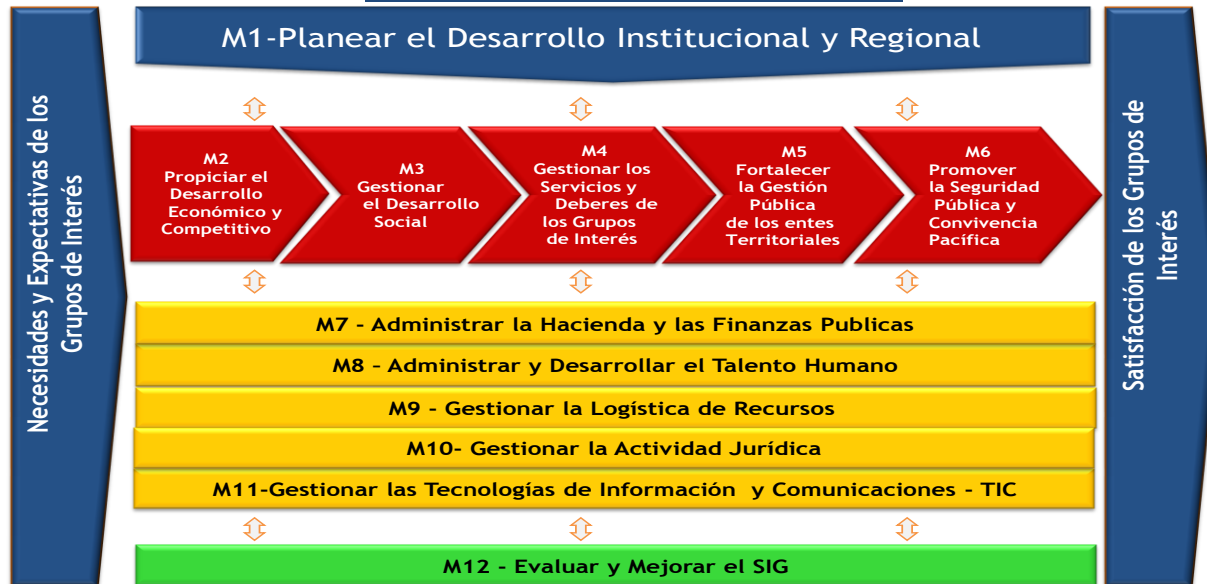 Necesidades y Expectativas de los
Grupos de Interés
M1-Planear el Desarrollo Institucional y Regional
M2
Propiciar el
Desarrollo
Económico y
Competitivo
M3
Gestionar
el Desarrollo
Social
M4
Gestionar los
Servicios y
Deberes de
los Grupos
de Interés
M5
Fortalecer
la Gestión
Pública
de los entes
Territoriales
M6
Promover
la Seguridad
Pública y
Convivencia
Pacífica
M7 - Administrar la Hacienda y las Finanzas Publicas
M8 - Administrar y Desarrollar el Talento Humano
M9 - Gestionar la Logística de Recursos
M10- Gestionar la Actividad Jurídica
M11-Gestionar las Tecnologías de Información y Comunicaciones - TIC
M12 - Evaluar y Mejorar el SIG
Satisfacción de los Grupos de
Interés